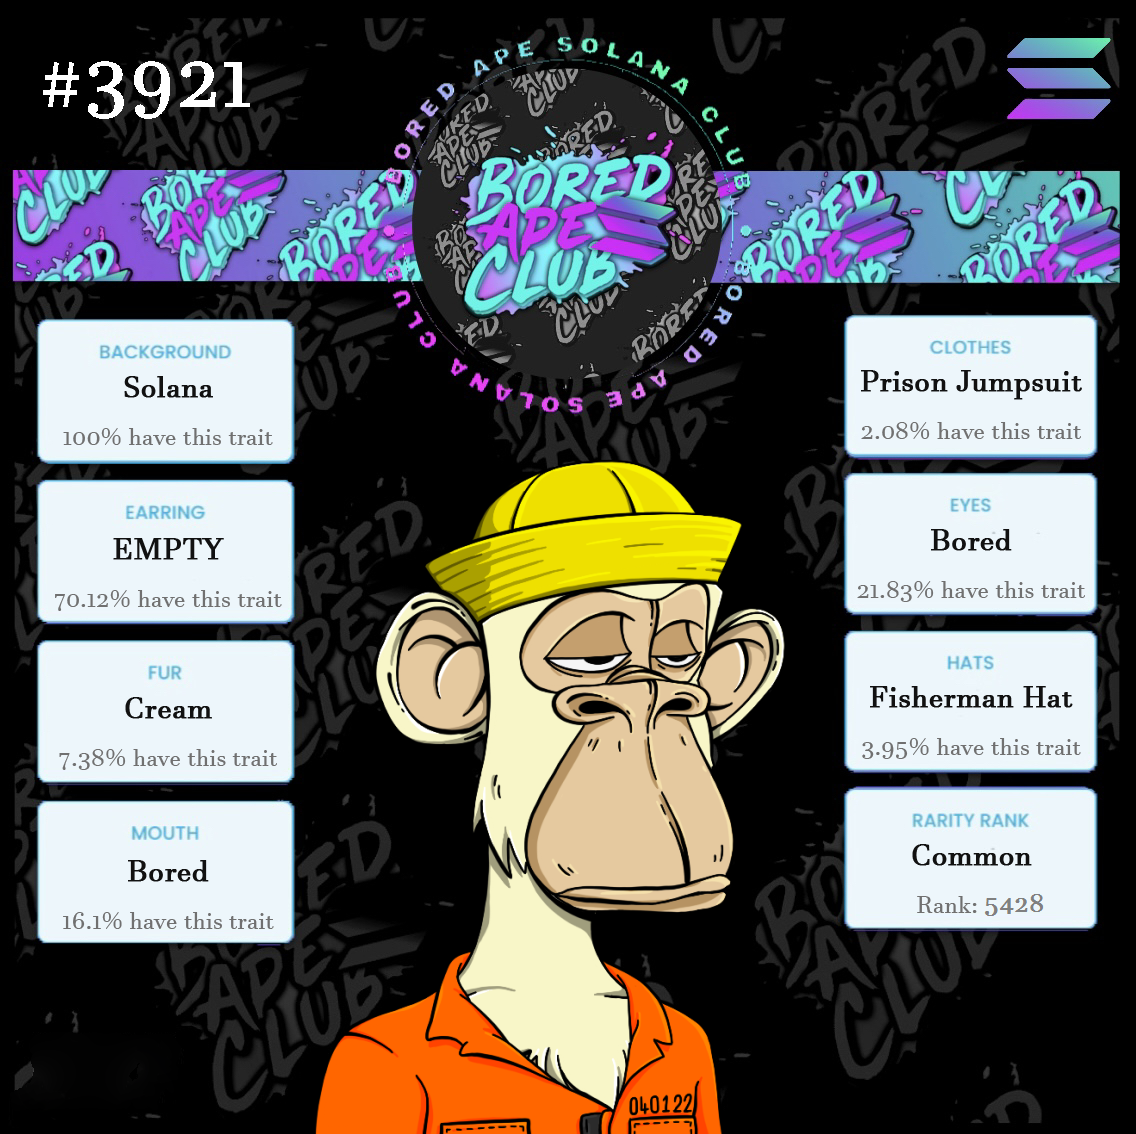 #3921
BORED APE SOLANA CLUB
BORED APE SOLANA CLUB
BORED
APE
CLUB
BACKGROUND
Solana
100% have this trait
EARRING
EMPTY
70.12% have this trait
FUR
Cream
7.38% have this trait
MOUTH
Bored
16.1% have this trait
CLOTHES
Prison Jumpsuit
2.08% have this trait
EYES
Bored
21.83% have this trait
HATS
Fisherman Hat
3.95% have this trait
RARITY RANK
Common
Rank: 5428
040122